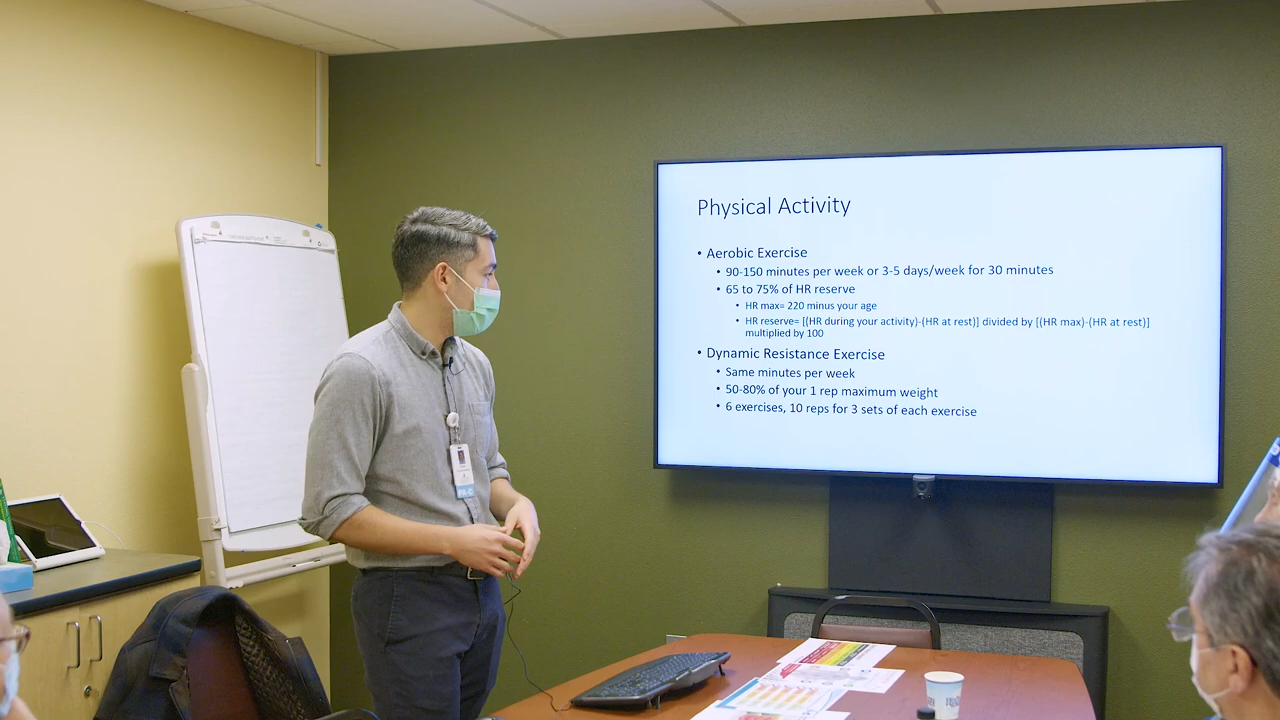 Physical Activity
• Aerobic Exercise
• 90-150 minutes per week or 3-5 days/week for 30 minutes
• 65 to 75% of HR reserve
• HR max= 220 minus your age
• HR reserve= [(HR during your activity)-(HR at rest)] divided by [(HR max)-(HR at rest)]
multiplied by 100
• Dynamic Resistance Exercise
• Same minutes per week
• 50-80% of your 1 rep maximum weight
• 6 exercises, 10 reps for 3 sets of each exercise
PA-C